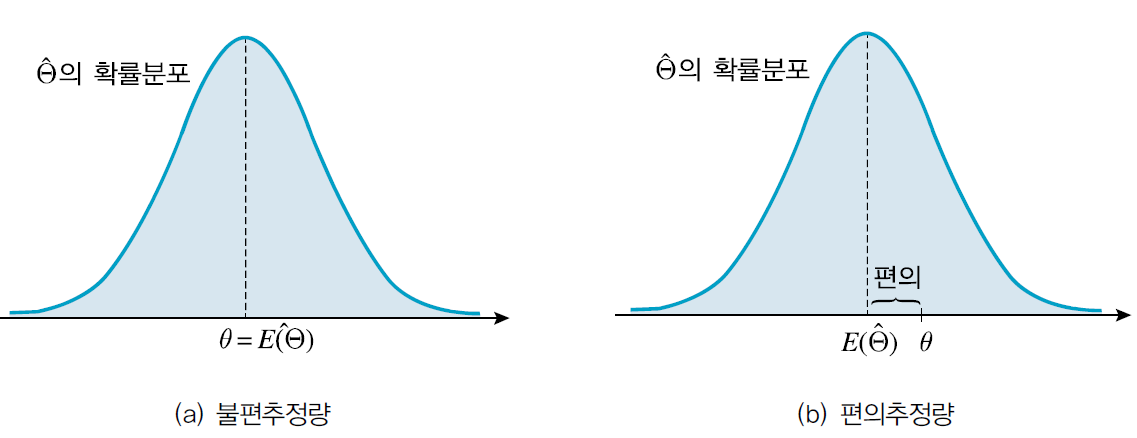 Θ̂의 확률분포
θ = E(Θ̂)
(a) 불편추정량
Θ̂의 확률분포
편의
E(Θ̂) θ
(b) 편의추정량